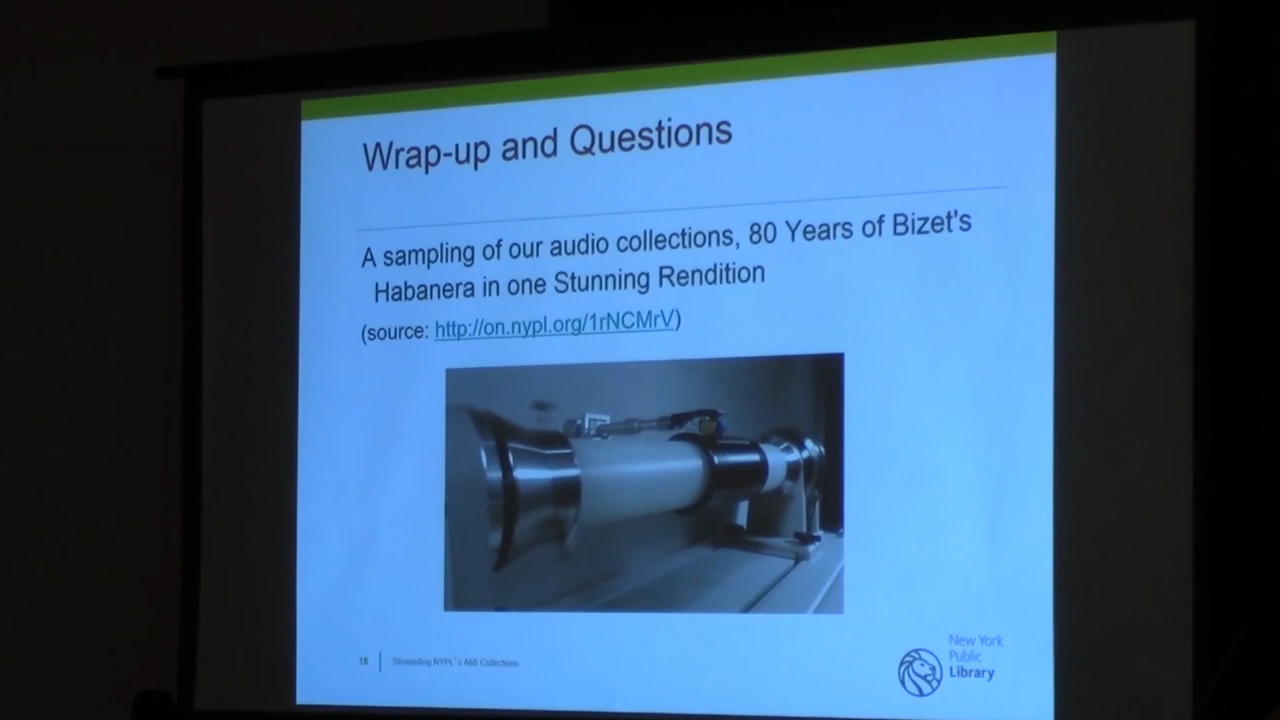 Wrap-up and Questions
A sampling of our audio collections, 80 Years of Bizet's
Habanera in one Stunning Rendition
(source: http://on.nypl.org/1rNCMrV)
18
Stewarding NYPL's AMI Collections
New York
Public
Library